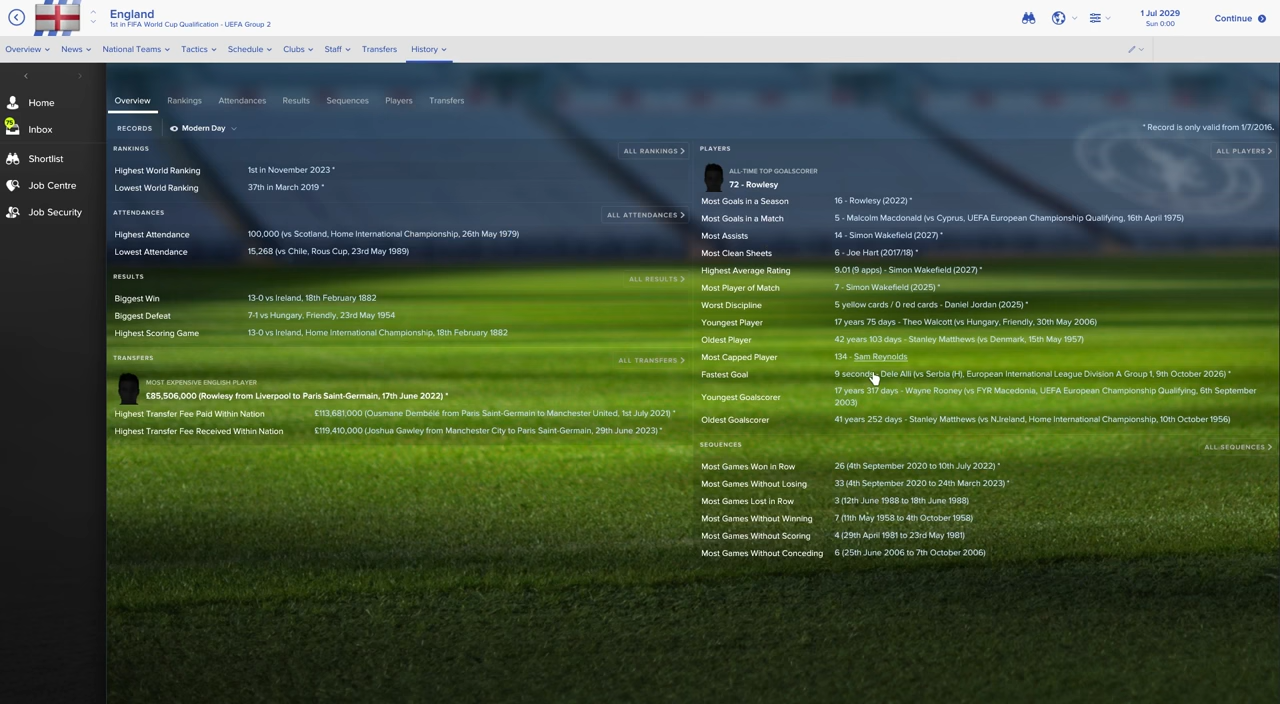 England
1st in FIFA World Cup Qualification - UEFA Group 2
1 Jul 2029
Sun 0:00
Continue
Overview
News
National Teams
Tactics
Schedule
Clubs
Staff
Transfers
History
Home
75
Inbox
Shortlist
Job Centre
Job Security
Overview
Rankings
Attendances
Results
Sequences
Players
Transfers
RECORDS
Modern Day
* Record is only valid from 1/7/2016.
RANKINGS
ALL RANKINGS >
Highest World Ranking 1st in November 2023 *
Lowest World Ranking 37th in March 2019 *
ATTENDANCES
ALL ATTENDANCES >
Highest Attendance 100,000 (vs Scotland, Home International Championship, 26th May 1979)
Lowest Attendance 15,268 (vs Chile, Rous Cup, 23rd May 1989)
RESULTS
ALL RESULTS >
Biggest Win 13-0 vs Ireland, 18th February 1882
Biggest Defeat 7-1 vs Hungary, Friendly, 23rd May 1954
Highest Scoring Game 13-0 vs Ireland, Home International Championship, 18th February 1882
TRANSFERS
ALL TRANSFERS >
MOST EXPENSIVE ENGLISH PLAYER
£85,506,000 (Rowlesy from Liverpool to Paris Saint-Germain, 17th June 2022) *
Highest Transfer Fee Paid Within Nation £113,681,000 (Ousmane Dembélé from Paris Saint-Germain to Manchester United, 1st July 2021) *
Highest Transfer Fee Received Within Nation £119,410,000 (Joshua Gawley from Manchester City to Paris Saint-Germain, 29th June 2023) *
PLAYERS
ALL PLAYERS >
ALL-TIME TOP GOALSCORER
72 - Rowlesy
Most Goals in a Season 16 - Rowlesy (2022) *
Most Goals in a Match 5 - Malcolm Macdonald (vs Cyprus, UEFA European Championship Qualifying, 16th April 1975)
Most Assists 14 - Simon Wakefield (2027) *
Most Clean Sheets 6 - Joe Hart (2017/18) *
Highest Average Rating 9.01 (9 apps) - Simon Wakefield (2027) *
Most Player of Match 7 - Simon Wakefield (2025) *
Worst Discipline 5 yellow cards / 0 red cards - Daniel Jordan (2025) *
Youngest Player 17 years 75 days - Theo Walcott (vs Hungary, Friendly, 30th May 2006)
Oldest Player 42 years 103 days - Stanley Matthews (vs Denmark, 15th May 1957)
Most Capped Player 134 - Sam Reynolds
Fastest Goal 9 seconds - Dele Alli (vs Serbia (H), European International League Division A Group 1, 9th October 2026) *
Youngest Goalscorer 17 years 317 days - Wayne Rooney (vs FYR Macedonia, UEFA European Championship Qualifying, 6th September
2003)
Oldest Goalscorer 41 years 252 days - Stanley Matthews (vs N.Ireland, Home International Championship, 10th October 1956)
SEQUENCES
ALL SEQUENCES >
Most Games Won in Row 26 (4th September 2020 to 10th July 2022) *
Most Games Without Losing 33 (4th September 2020 to 24th March 2023) *
Most Games Lost in Row 3 (12th June 1988 to 18th June 1988)
Most Games Without Winning 7 (11th May 1958 to 4th October 1958)
Most Games Without Scoring 4 (29th April 1981 to 23rd May 1981)
Most Games Without Conceding 6 (25th June 2006 to 7th October 2006)